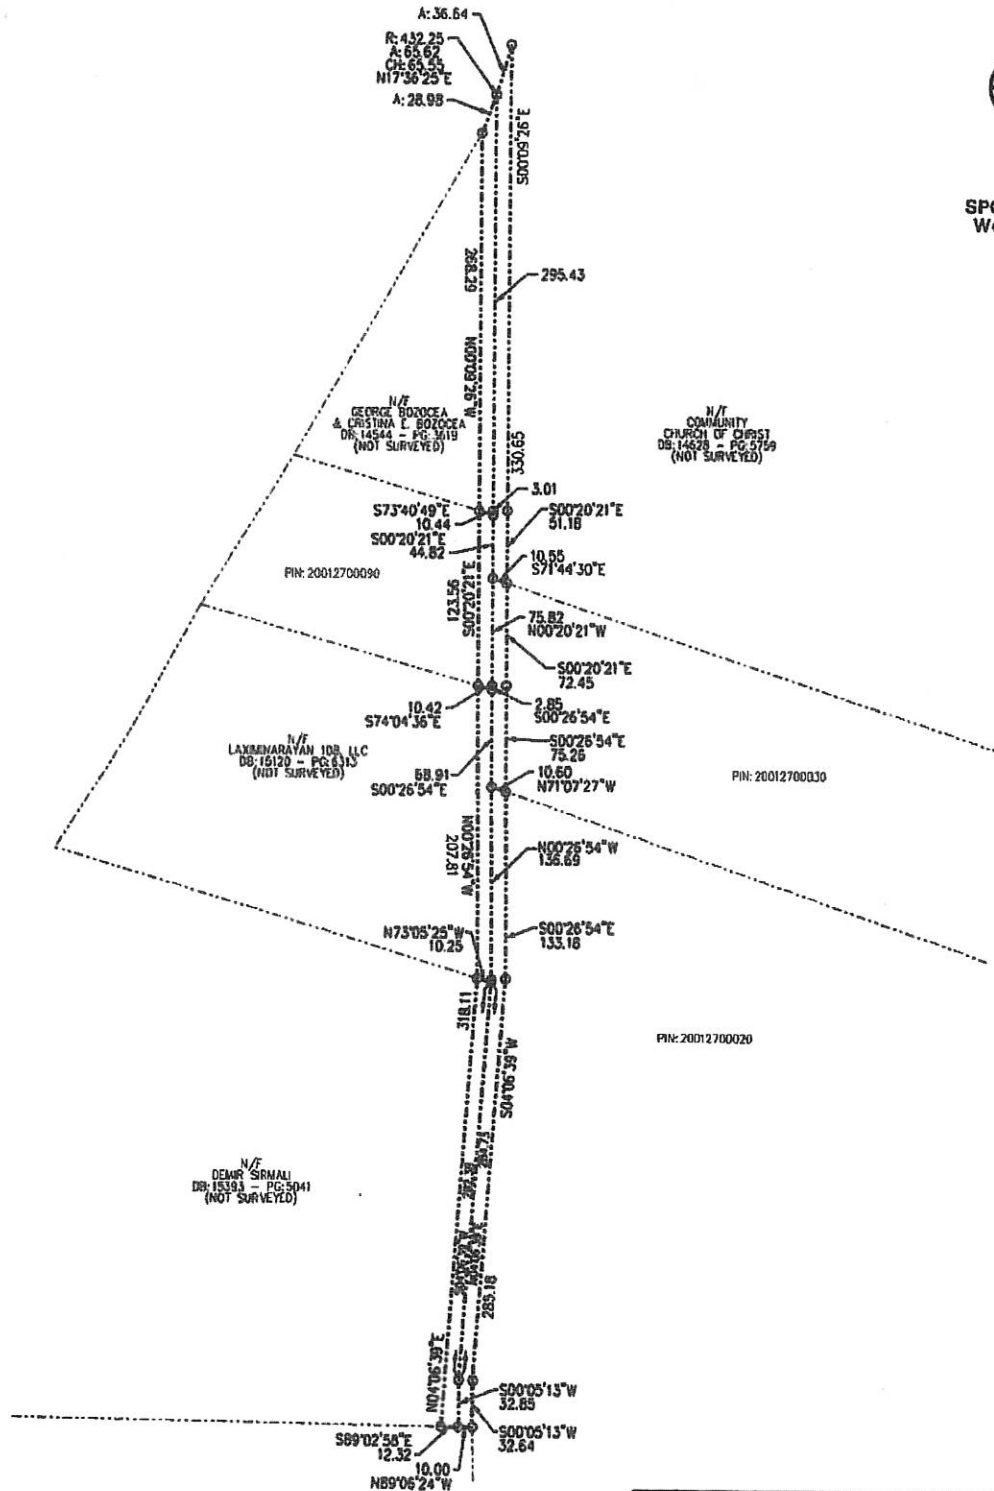 A: 36.64
R: 432.25
A: 65.62
CH: 65.55
N17°36'25"E
A: 28.98
S00°09'26"E
268.29
295.43
N00°09'26"W
N/F
GEORGE BOZOCEA
& CRISTINA E. BOZOCEA
DB: 14544 - PG: 3619
(NOT SURVEYED)
N/F
COMMUNITY
CHURCH OF CHRIST
DB: 14628 - PG: 5759
(NOT SURVEYED)
330.65
3.01
S73°40'49"E
10.44
S00°20'21"E
51.18
S00°20'21"E
44.82
10.55
S71°44'30"E
PIN: 20012700090
123.56
S00°20'21"E
75.82
N00°20'21"W
S00°20'21"E
72.45
10.42
S74°04'36"E
2.85
S00°26'54"E
N/F
LAXMINARAYAN 108, LLC
DB: 15120 - PG: 6313
(NOT SURVEYED)
S00°26'54"E
75.26
68.91
S00°26'54"E
10.60
N71°07'27"W
PIN: 20012700030
N00°26'54"W
207.81
N00°26'54"W
136.69
N73°05'25"W
10.25
S00°26'54"E
133.18
318.11
S04°06'39"W
PIN: 20012700020
284.73
N/F
DEMIR SIRMALI
DB: 15393 - PG: 5041
(NOT SURVEYED)
285.18
N04°06'39"E
S00°05'13"W
32.85
S89°02'58"E
12.32
S00°05'13"W
32.64
10.00
N89°06'24"W